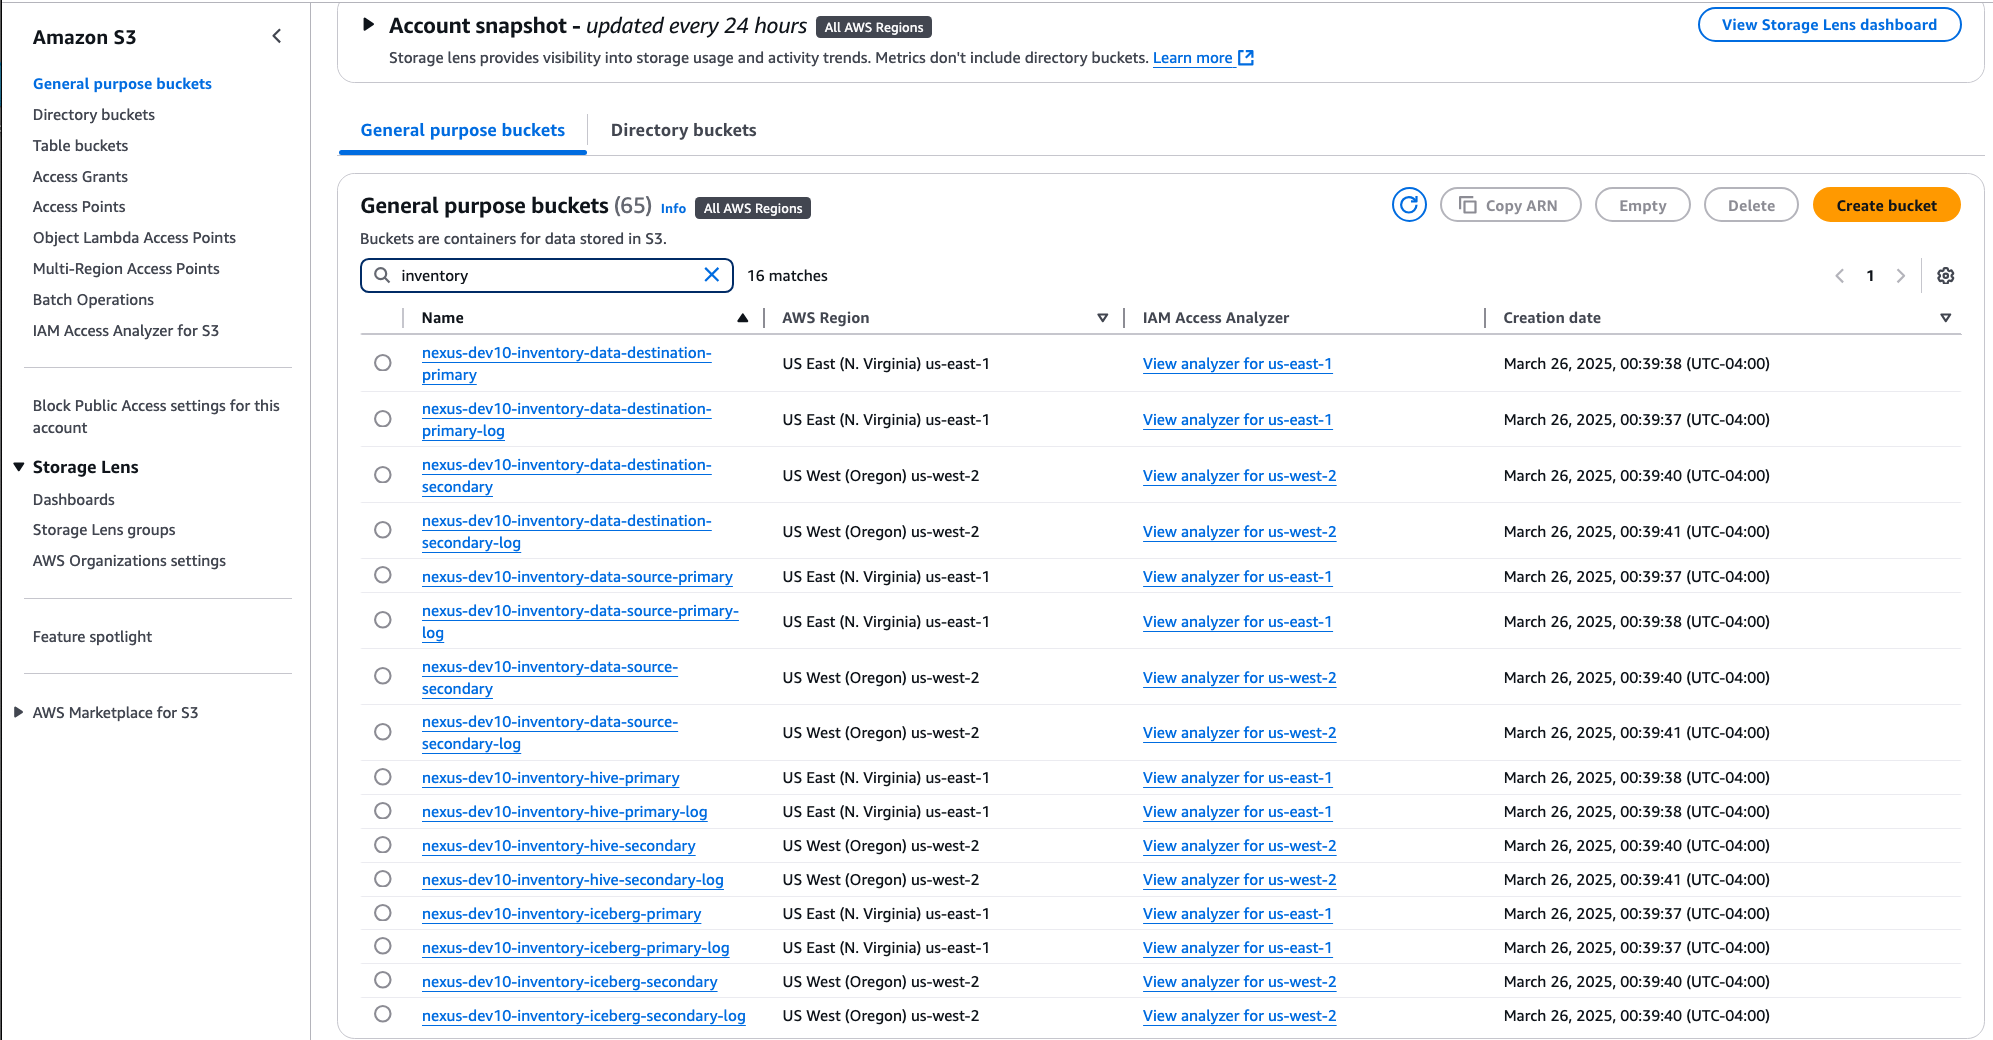 Amazon S3
General purpose buckets
Directory buckets
Table buckets
Access Grants
Access Points
Object Lambda Access Points
Multi-Region Access Points
Batch Operations
IAM Access Analyzer for S3
Block Public Access settings for this
account
Storage Lens
Dashboards
Storage Lens groups
AWS Organizations settings
Feature spotlight
AWS Marketplace for S3
Account snapshot - updated every 24 hours All AWS Regions
View Storage Lens dashboard
Storage lens provides visibility into storage usage and activity trends. Metrics don't include directory buckets. Learn more
General purpose buckets Directory buckets
General purpose buckets (65) Info All AWS Regions
Copy ARN Empty Delete Create bucket
Buckets are containers for data stored in S3.
inventory 16 matches 1
Name AWS Region IAM Access Analyzer Creation date
nexus-dev10-inventory-data-destination-
primary US East (N. Virginia) us-east-1 View analyzer for us-east-1 March 26, 2025, 00:39:38 (UTC-04:00)
nexus-dev10-inventory-data-destination-
primary-log US East (N. Virginia) us-east-1 View analyzer for us-east-1 March 26, 2025, 00:39:37 (UTC-04:00)
nexus-dev10-inventory-data-destination-
secondary US West (Oregon) us-west-2 View analyzer for us-west-2 March 26, 2025, 00:39:40 (UTC-04:00)
nexus-dev10-inventory-data-destination-
secondary-log US West (Oregon) us-west-2 View analyzer for us-west-2 March 26, 2025, 00:39:41 (UTC-04:00)
nexus-dev10-inventory-data-source-primary US East (N. Virginia) us-east-1 View analyzer for us-east-1 March 26, 2025, 00:39:37 (UTC-04:00)
nexus-dev10-inventory-data-source-primary-
log US East (N. Virginia) us-east-1 View analyzer for us-east-1 March 26, 2025, 00:39:38 (UTC-04:00)
nexus-dev10-inventory-data-source-
secondary US West (Oregon) us-west-2 View analyzer for us-west-2 March 26, 2025, 00:39:40 (UTC-04:00)
nexus-dev10-inventory-data-source-
secondary-log US West (Oregon) us-west-2 View analyzer for us-west-2 March 26, 2025, 00:39:41 (UTC-04:00)
nexus-dev10-inventory-hive-primary US East (N. Virginia) us-east-1 View analyzer for us-east-1 March 26, 2025, 00:39:38 (UTC-04:00)
nexus-dev10-inventory-hive-primary-log US East (N. Virginia) us-east-1 View analyzer for us-east-1 March 26, 2025, 00:39:38 (UTC-04:00)
nexus-dev10-inventory-hive-secondary US West (Oregon) us-west-2 View analyzer for us-west-2 March 26, 2025, 00:39:40 (UTC-04:00)
nexus-dev10-inventory-hive-secondary-log US West (Oregon) us-west-2 View analyzer for us-west-2 March 26, 2025, 00:39:41 (UTC-04:00)
nexus-dev10-inventory-iceberg-primary US East (N. Virginia) us-east-1 View analyzer for us-east-1 March 26, 2025, 00:39:37 (UTC-04:00)
nexus-dev10-inventory-iceberg-primary-log US East (N. Virginia) us-east-1 View analyzer for us-east-1 March 26, 2025, 00:39:37 (UTC-04:00)
nexus-dev10-inventory-iceberg-secondary US West (Oregon) us-west-2 View analyzer for us-west-2 March 26, 2025, 00:39:40 (UTC-04:00)
nexus-dev10-inventory-iceberg-secondary-log US West (Oregon) us-west-2 View analyzer for us-west-2 March 26, 2025, 00:39:40 (UTC-04:00)